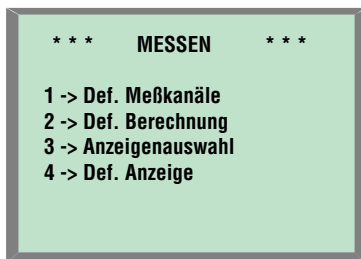 * * * MESSEN * * *
1 -> Def. Meßkanäle
2 -> Def. Berechnung
3 -> Anzeigenauswahl
4 -> Def. Anzeige